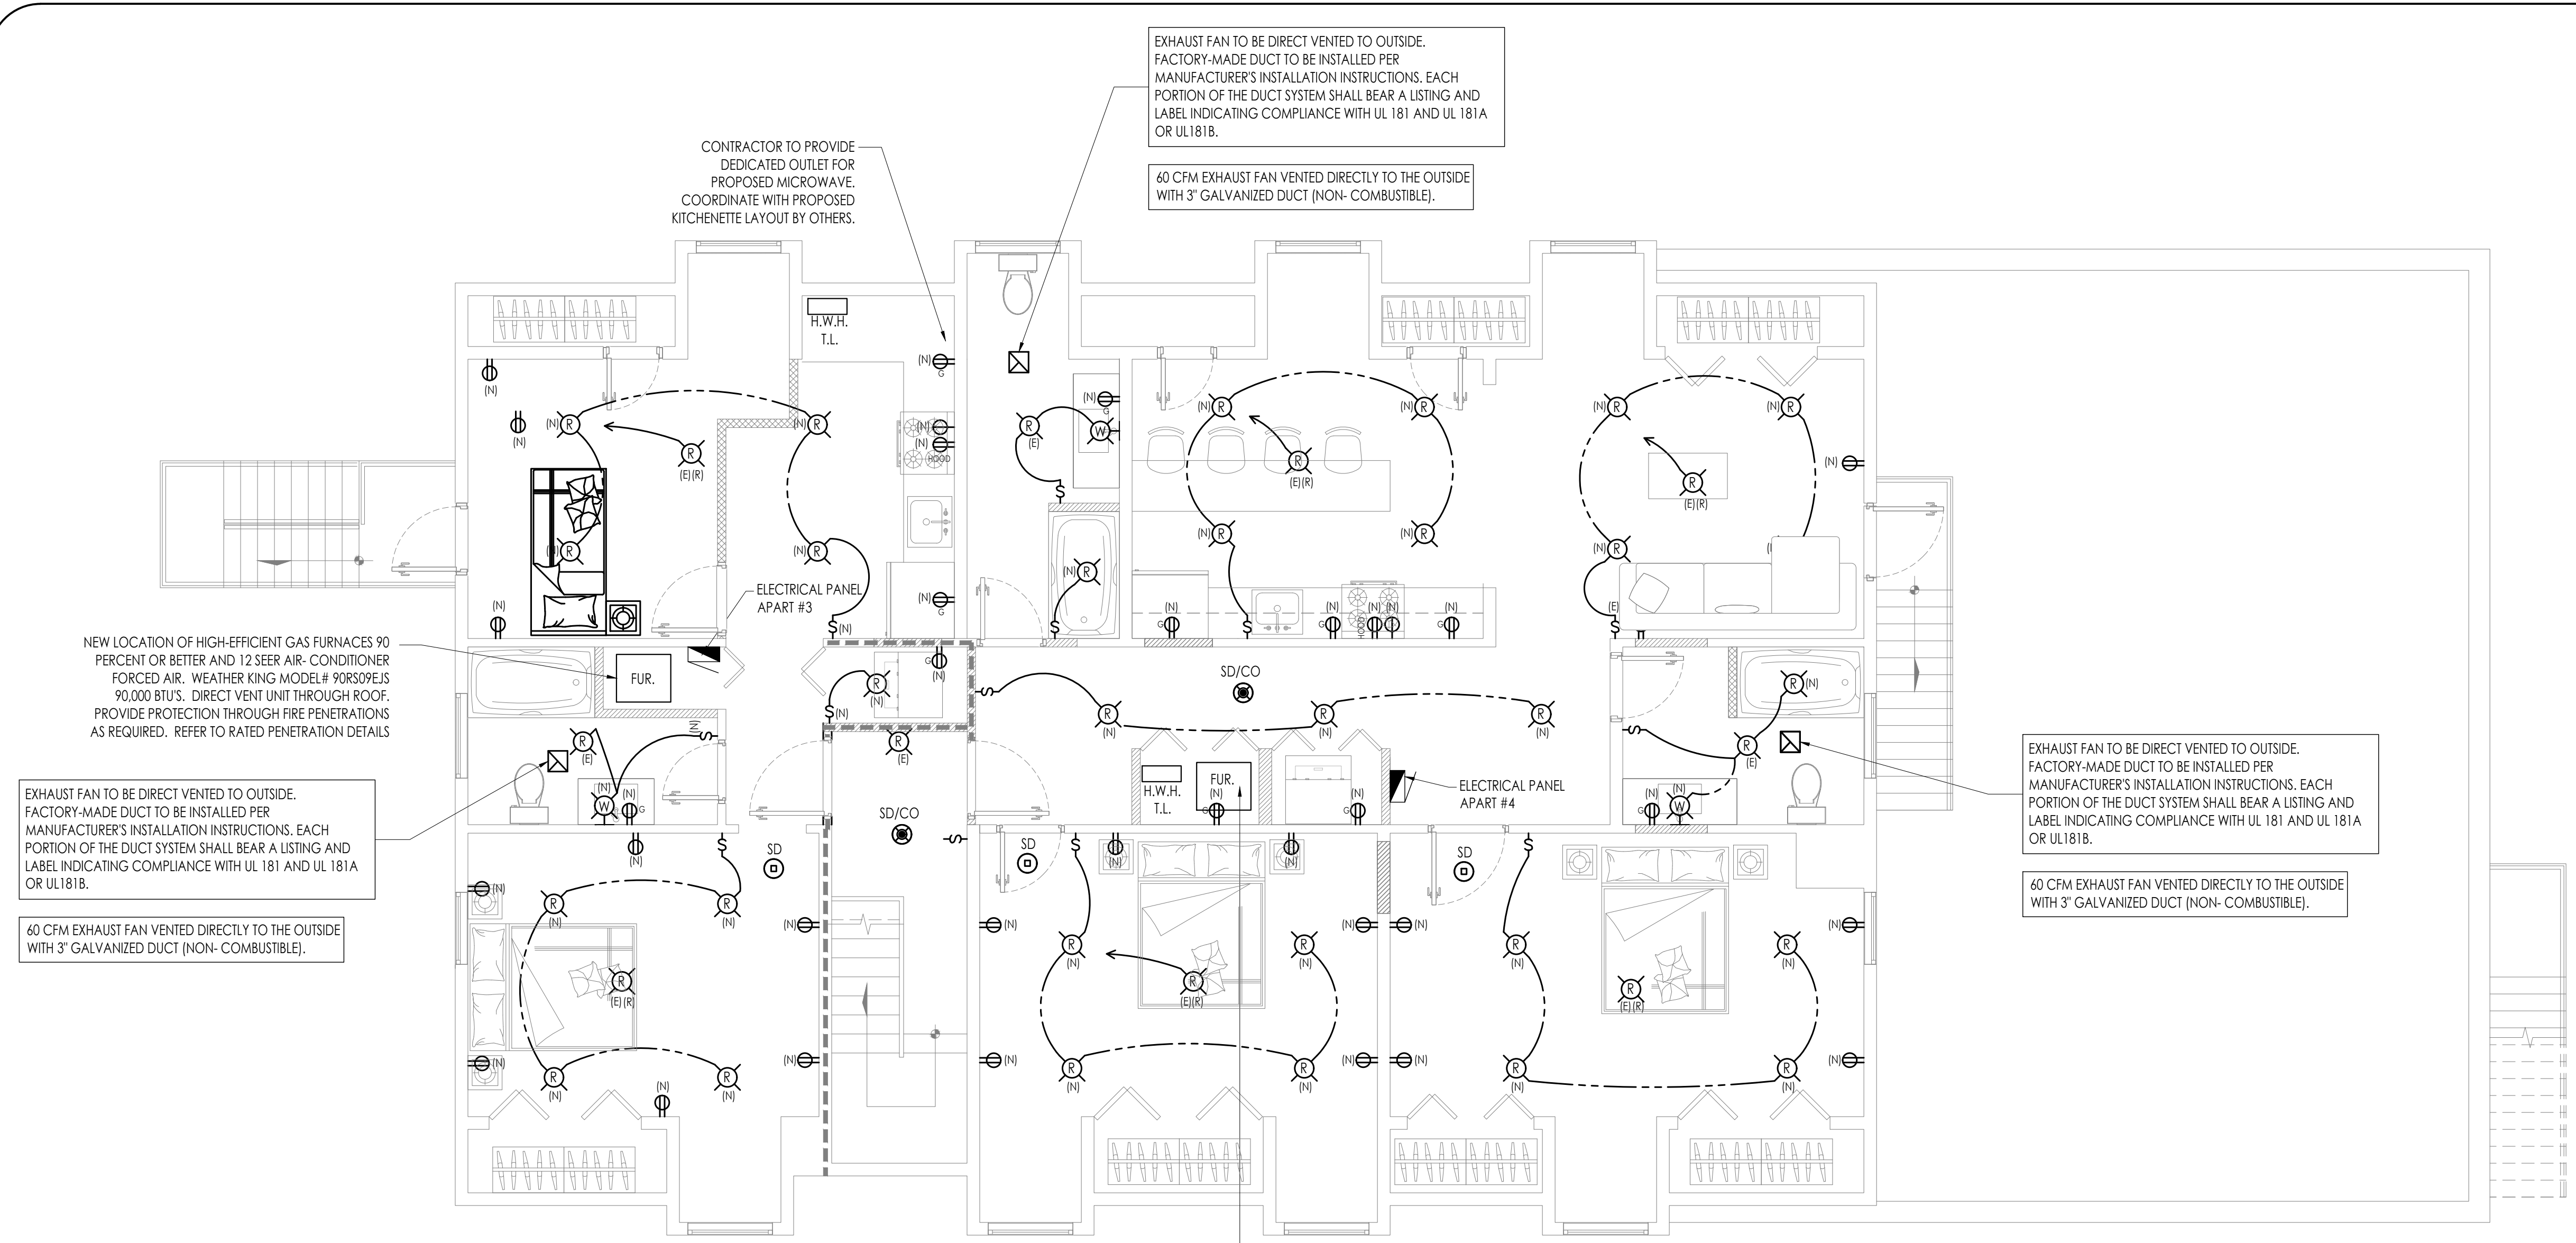 EXHAUST FAN TO BE DIRECT VENTED TO OUTSIDE.
FACTORY-MADE DUCT TO BE INSTALLED PER
MANUFACTURER'S INSTALLATION INSTRUCTIONS. EACH
PORTION OF THE DUCT SYSTEM SHALL BEAR A LISTING AND
LABEL INDICATING COMPLIANCE WITH UL 181 AND UL 181A
OR UL181B.
60 CFM EXHAUST FAN VENTED DIRECTLY TO THE OUTSIDE
WITH 3" GALVANIZED DUCT (NON- COMBUSTIBLE).
CONTRACTOR TO PROVIDE
DEDICATED OUTLET FOR
PROPOSED MICROWAVE.
COORDINATE WITH PROPOSED
KITCHENETTE LAYOUT BY OTHERS.
H.W.H.
T.L.
(N)
G
(N)
(N)
HOOD
(N)
G
(N)
(N)
(N)
R
(N)
R
R
(E)(R)
(N)
R
(N)
R
S(N)
(N)
ELECTRICAL PANEL
APART #3
R
(E)
W
(N)
G
S
(N)
R
S
(N)
R
(N)
R
R
(E)(R)
(N)
R
(N)
R
(N)
G
S
(N)
G
HOOD
(N)
(N)
(N)
G
(N)
R
(N)
R
R
(E)(R)
(N)
R
(N)
(E)
S
NEW LOCATION OF HIGH-EFFICIENT GAS FURNACES 90
PERCENT OR BETTER AND 12 SEER AIR- CONDITIONER
FORCED AIR. WEATHER KING MODEL# 90RS09EJS
90,000 BTU'S. DIRECT VENT UNIT THROUGH ROOF.
PROVIDE PROTECTION THROUGH FIRE PENETRATIONS
AS REQUIRED. REFER TO RATED PENETRATION DETAILS
FUR.
R
(N)
G
(N)
S(N)
S
R
(E)
SD/CO
R
(N)
R
(N)
R
(N)
R
(N)
S
R
(E)
(N)
S
R
(E)
W
(N)
(N)
G
SD/CO
S
H.W.H.
T.L.
FUR.
(N)
G
(N)
G
ELECTRICAL PANEL
APART #4
(N)
G
(N)
W
EXHAUST FAN TO BE DIRECT VENTED TO OUTSIDE.
FACTORY-MADE DUCT TO BE INSTALLED PER
MANUFACTURER'S INSTALLATION INSTRUCTIONS. EACH
PORTION OF THE DUCT SYSTEM SHALL BEAR A LISTING AND
LABEL INDICATING COMPLIANCE WITH UL 181 AND UL 181A
OR UL181B.
60 CFM EXHAUST FAN VENTED DIRECTLY TO THE OUTSIDE
WITH 3" GALVANIZED DUCT (NON- COMBUSTIBLE).
EXHAUST FAN TO BE DIRECT VENTED TO OUTSIDE.
FACTORY-MADE DUCT TO BE INSTALLED PER
MANUFACTURER'S INSTALLATION INSTRUCTIONS. EACH
PORTION OF THE DUCT SYSTEM SHALL BEAR A LISTING AND
LABEL INDICATING COMPLIANCE WITH UL 181 AND UL 181A
OR UL181B.
60 CFM EXHAUST FAN VENTED DIRECTLY TO THE OUTSIDE
WITH 3" GALVANIZED DUCT (NON- COMBUSTIBLE).
(N)
S
SD
(N)
R
(N)
R
(N)
(N)
R
(E)(R)
(N)
R
(N)
R
(N)
(N)
(N)
SD
S
(N)
(N)
(N)
(N)
R
(N)
R
(N)
R
(E)(R)
(N)
R
(N)
R
(N)
(N)
SD
S
(N)
(N)
R
(N)
R
(N)
R
(E)(R)
(N)
R
(N)
R
(N)
(N)